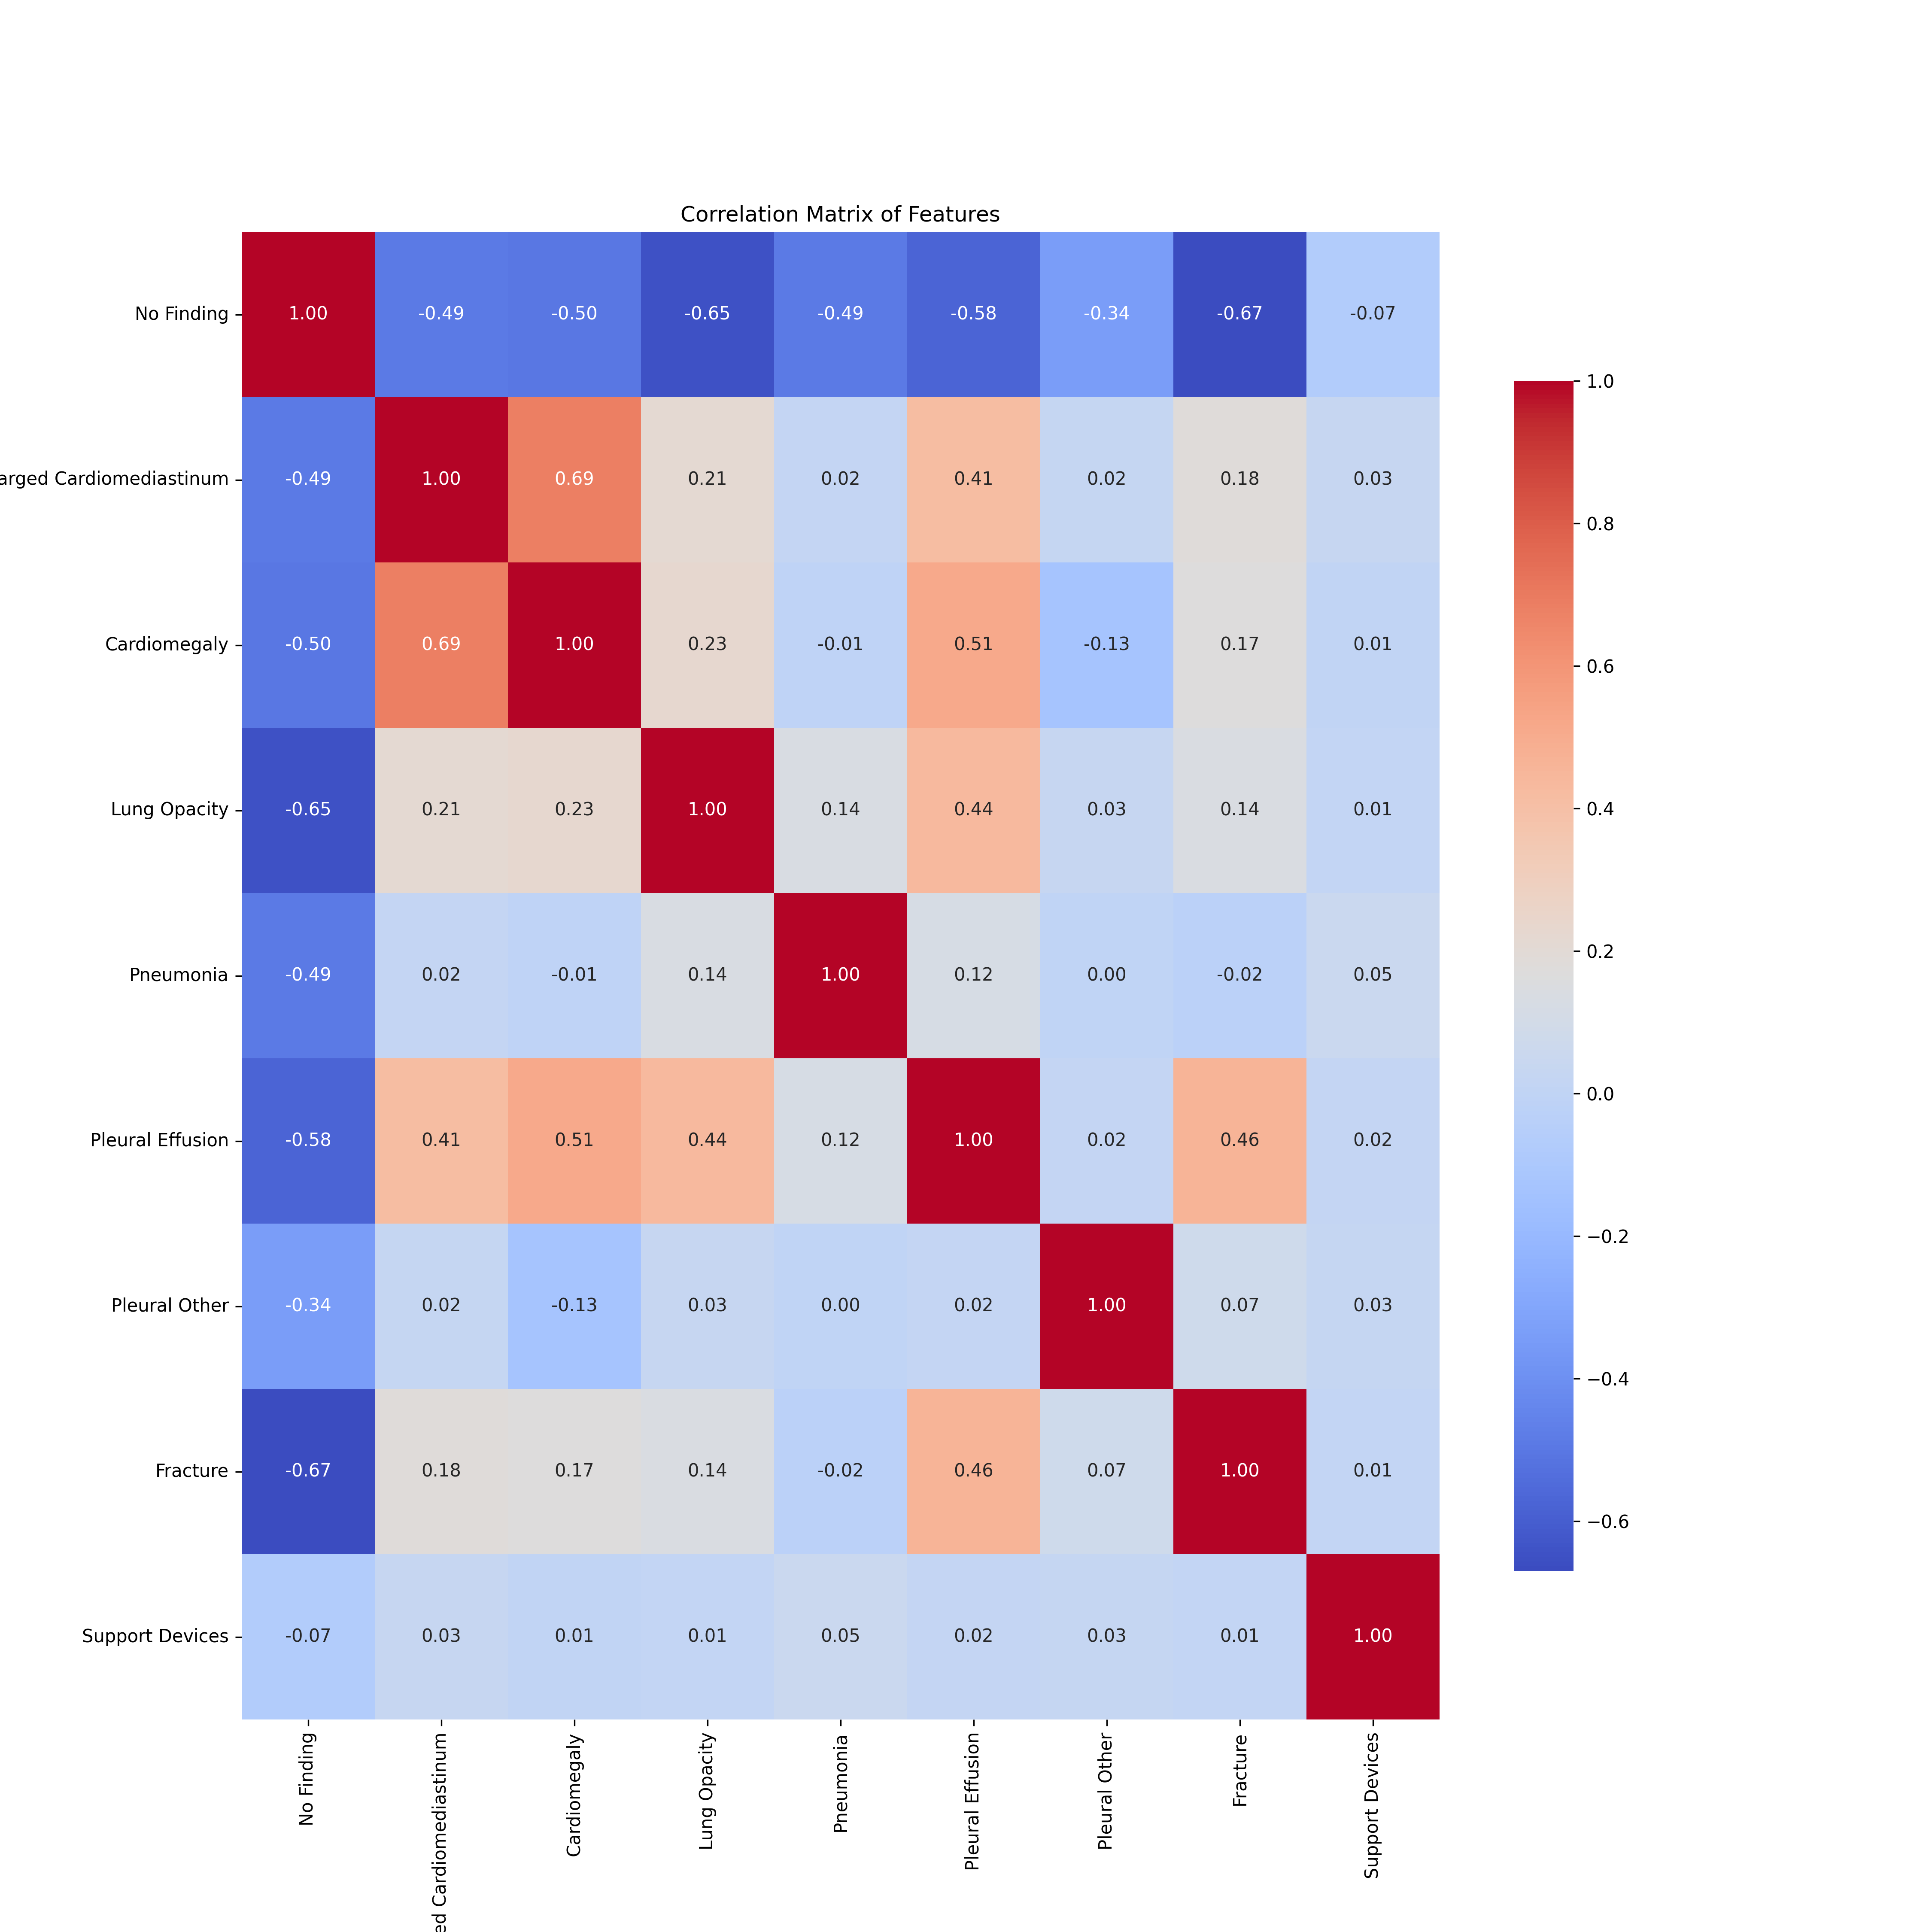 Correlation Matrix of Features
No Finding 1.00 -0.49 -0.50 -0.65 -0.49 -0.58 -0.34 -0.67 -0.07
arged Cardiomediastinum -0.49 1.00 0.69 0.21 0.02 0.41 0.02 0.18 0.03
Cardiomegaly -0.50 0.69 1.00 0.23 -0.01 0.51 -0.13 0.17 0.01
Lung Opacity -0.65 0.21 0.23 1.00 0.14 0.44 0.03 0.14 0.01
Pneumonia -0.49 0.02 -0.01 0.14 1.00 0.12 0.00 -0.02 0.05
Pleural Effusion -0.58 0.41 0.51 0.44 0.12 1.00 0.02 0.46 0.02
Pleural Other -0.34 0.02 -0.13 0.03 0.00 0.02 1.00 0.07 0.03
Fracture -0.67 0.18 0.17 0.14 -0.02 0.46 0.07 1.00 0.01
Support Devices -0.07 0.03 0.01 0.01 0.05 0.02 0.03 0.01 1.00
No Finding
ed Cardiomediastinum
Cardiomegaly
Lung Opacity
Pneumonia
Pleural Effusion
Pleural Other
Fracture
Support Devices
1.0
0.8
0.6
0.4
0.2
0.0
−0.2
−0.4
−0.6